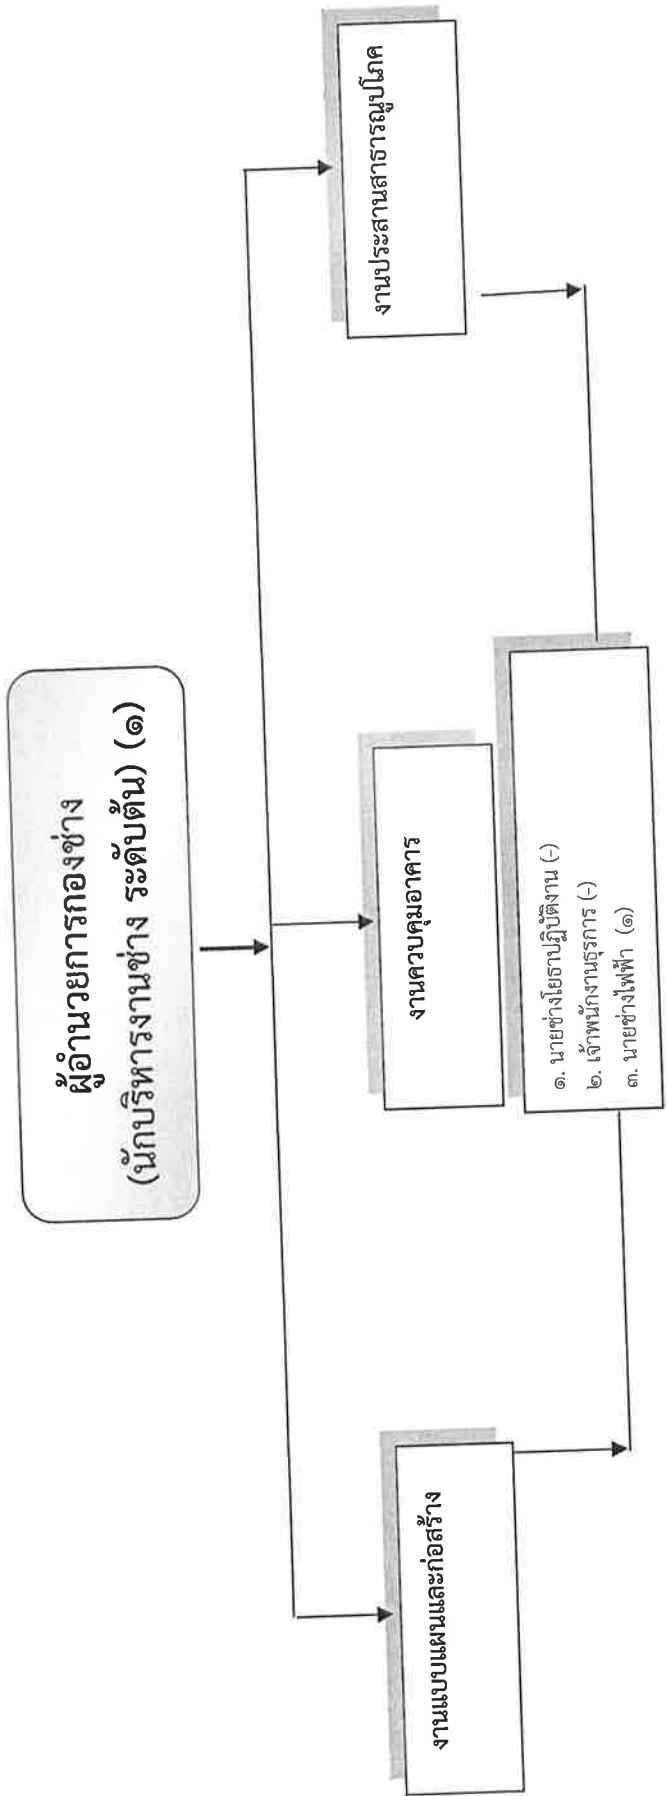 ผู้อำนวยการกองช่าง
(นักบริหารงานช่าง ระดับต้น) (๑)
งานแบบแผนและก่อสร้าง
งานควบคุมอาคาร
งานประสานสาธารณูปโภค
๑. นายช่างโยธาปฏิบัติงาน (-)
๒. เจ้าพนักงานธุรการ (-)
๓. นายช่างไฟฟ้า (๑)